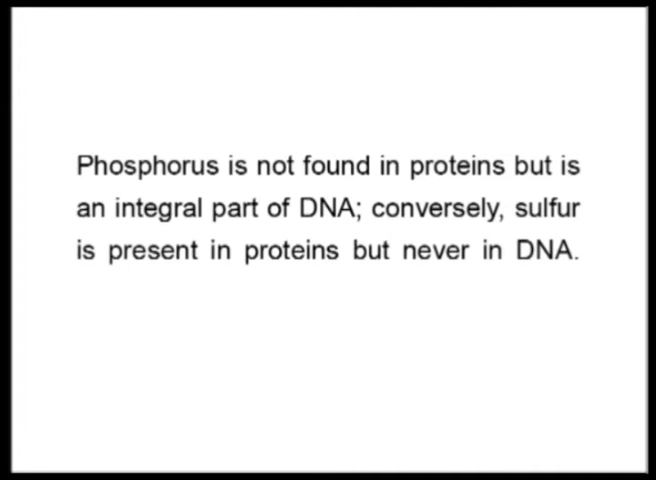 Phosphorus is not found in proteins but is
an integral part of DNA; conversely, sulfur
is present in proteins but never in DNA.